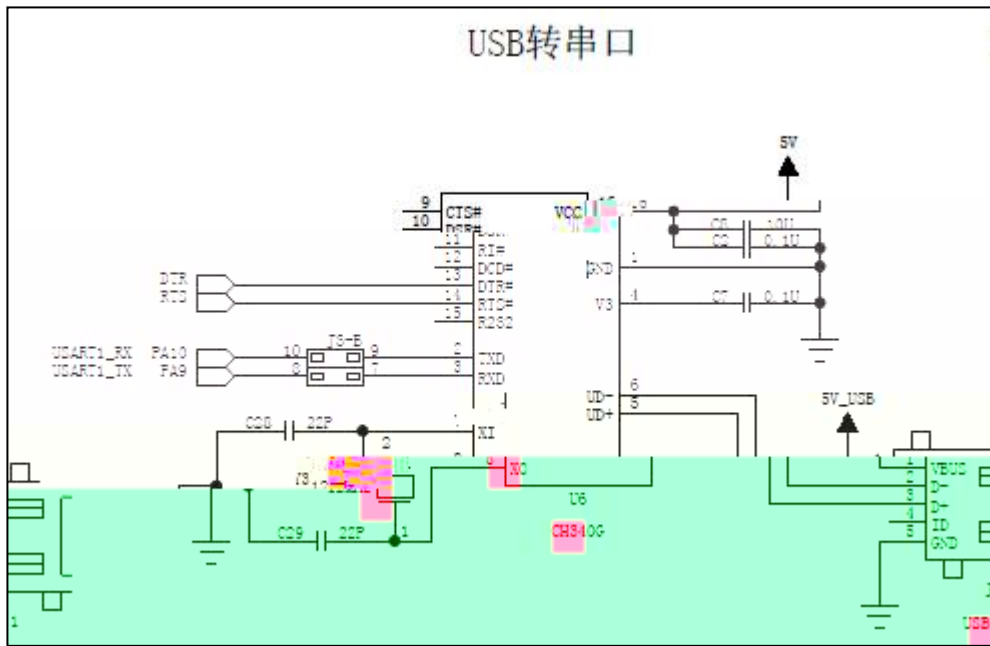 USB转串口
5V
9 CTS# VCC
10
11 RI#
12 DCD#
13 DTR#
14 RTS#
15 R232
DTR
RTS
1 GND
4 V3 C7 0.1U
10U
0.1U
J3-B
USART1_RX PA10 10 9 2 TXD
USART1_TX PA9 8 7 3 RXD
6 UD-
5 UD+
5V_USB
C28 22P XI
2
XO
U6
CH340G
C29 22P 1
1 VBUS
2 D-
3 D+
4 ID
5 GND
1
USB